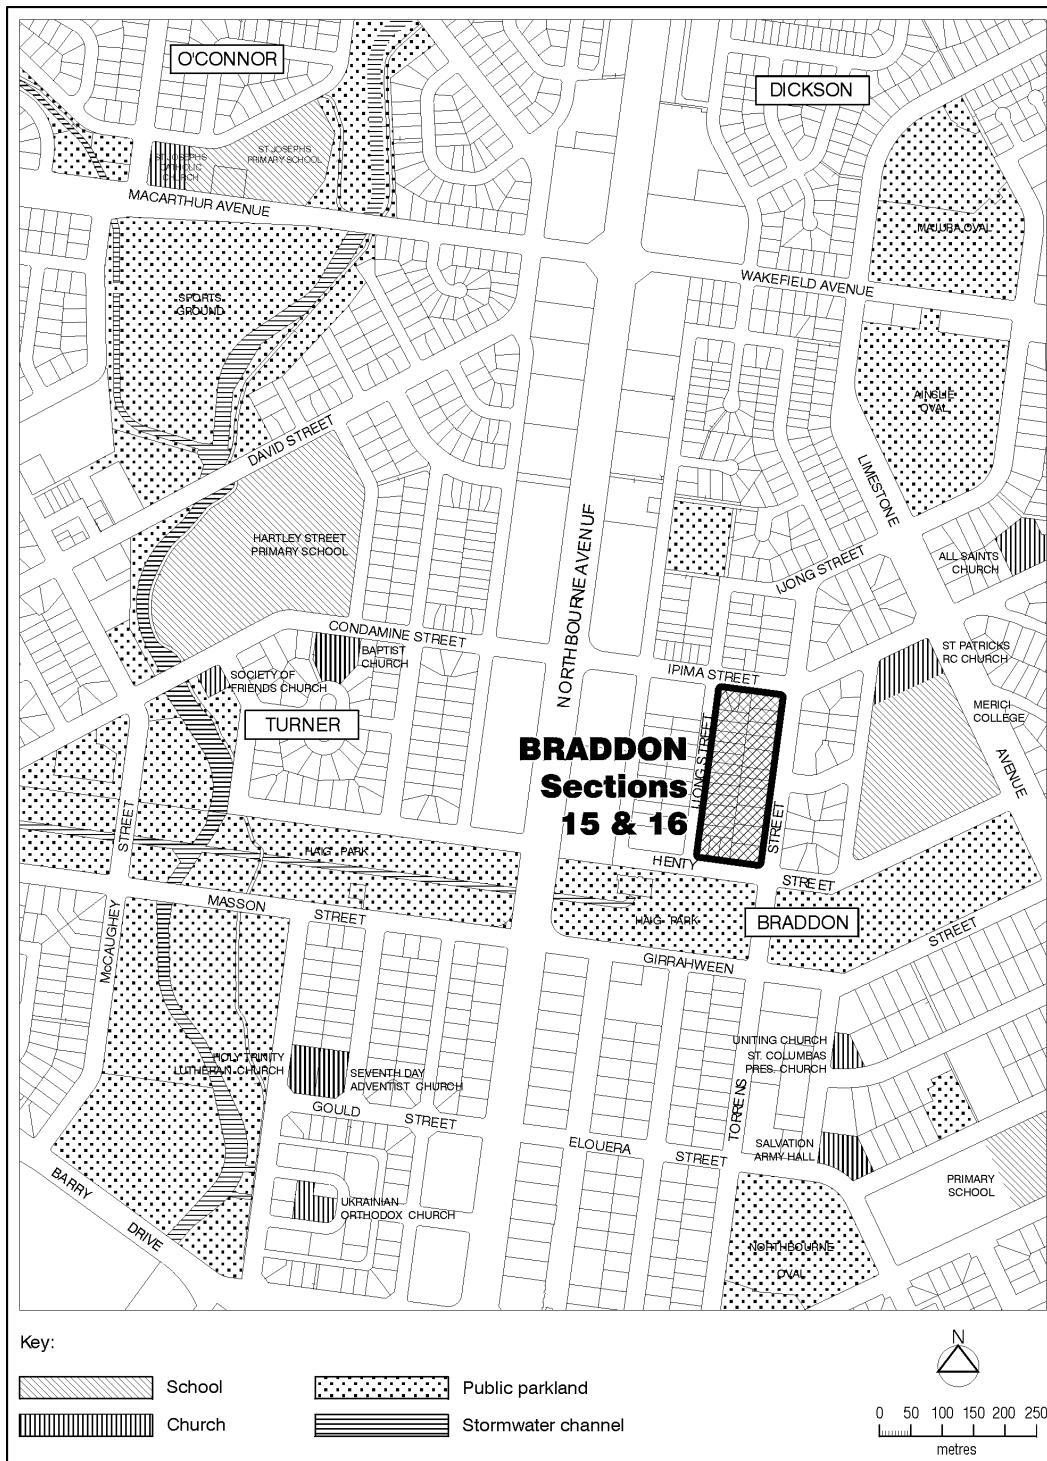 O'CONNOR
DICKSON
ST JOSEPHS
CATHOLIC
CHURCH
ST JOSEPHS
PRIMARY SCHOOL
MACARTHUR AVENUE
MAJURA OVAL
WAKEFIELD AVENUE
SPORTS
GROUND
AINSLIE
OVAL
DAVID STREET
LIMESTONE
NORTHBOURNE AVENUE
HARTLEY STREET
PRIMARY SCHOOL
IJONG STREET
ALL SAINTS
CHURCH
CONDAMINE STREET
BAPTIST
CHURCH
IPIMA STREET
ST PATRICKS
RC CHURCH
SOCIETY OF
FRIENDS CHURCH
MERICI
COLLEGE
TURNER
AVENUE
BRADDON
Sections
15 & 16
IJONG STREET
STREET
STREET
HAIG PARK
HENTY
STREET
MASSON
STREET
HAIG PARK
BRADDON
STREET
McCAUGHEY
GIRRAHWEEN
HOLY TRINITY
LUTHERAN CHURCH
SEVENTH DAY
ADVENTIST CHURCH
UNITING CHURCH
ST. COLUMBAS
PRES. CHURCH
GOULD
STREET
TORRENS
ELOUERA
STREET
SALVATION
ARMY HALL
PRIMARY
SCHOOL
BARRY
DRIVE
UKRAINIAN
ORTHODOX CHURCH
NORTHBOURNE
OVAL
Key:
School
Public parkland
Church
Stormwater channel
N
0 50 100 150 200 250
metres